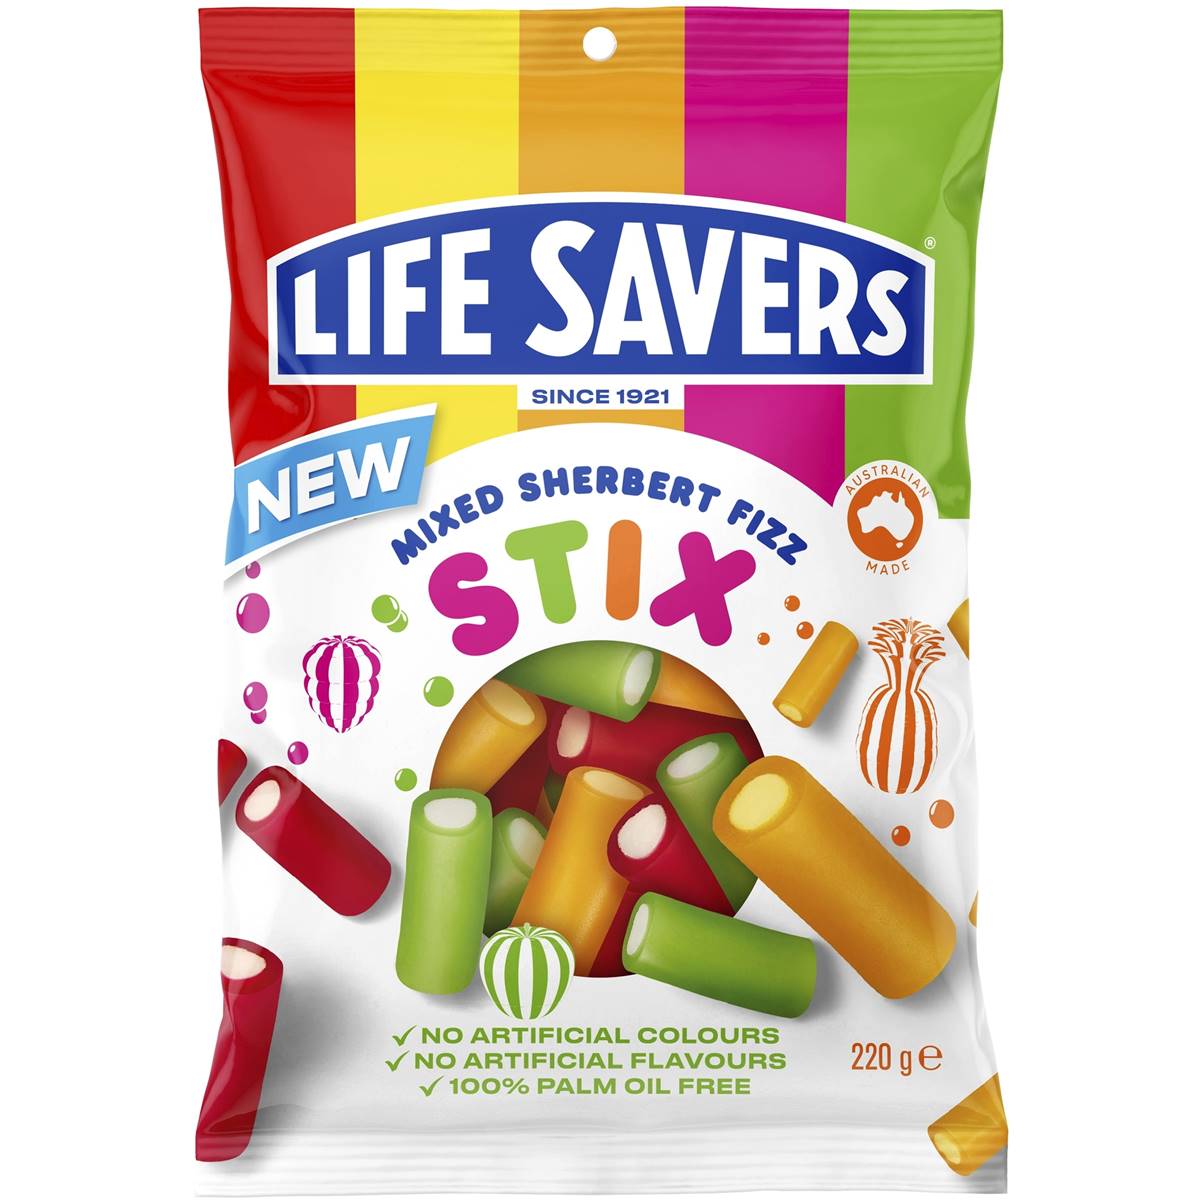 LIFE SAVERS
®
SINCE 1921
NEW
MIXED SHERBERT FIZZ
STIX
AUSTRALIAN
MADE
✓ NO ARTIFICIAL COLOURS
✓ NO ARTIFICIAL FLAVOURS
✓ 100% PALM OIL FREE
220 g ℮